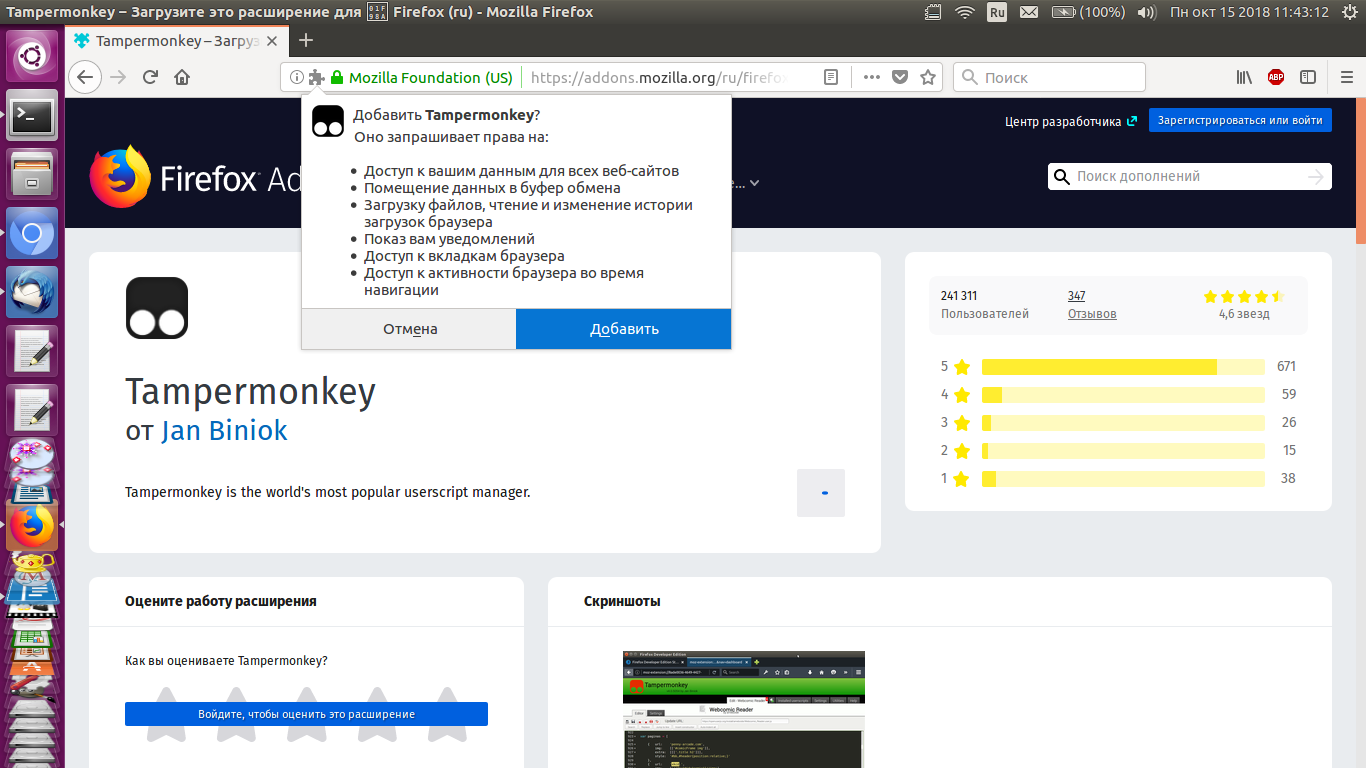 Tampermonkey – Загрузите это расширение для 01F98A Firefox (ru) - Mozilla Firefox
Ru
(100%)
Пн окт 15 2018 11:43:12
Tampermonkey – Загруз
Mozilla Foundation (US)
https://addons.mozilla.org/ru/firefox
Поиск
ABP
Добавить Tampermonkey?
Оно запрашивает права на:
• Доступ к вашим данным для всех веб-сайтов
• Помещение данных в буфер обмена
• Загрузку файлов, чтение и изменение истории
загрузок браузера
• Показ вам уведомлений
• Доступ к вкладкам браузера
• Доступ к активности браузера во время
навигации
Отмена
Добавить
Центр разработчика
Зарегистрироваться или войти
Firefox Ad
е...
Поиск дополнений
Tampermonkey
от Jan Biniok
Tampermonkey is the world's most popular userscript manager.
241 311
Пользователей
347
Отзывов
4,6 звезд
5 671
4 59
3 26
2 15
1 38
Оцените работу расширения
Как вы оцениваете Tampermonkey?
Войдите, чтобы оценить это расширение
Скриншоты
Firefox Developer Edition
Tampermonkey
Webcomic Reader